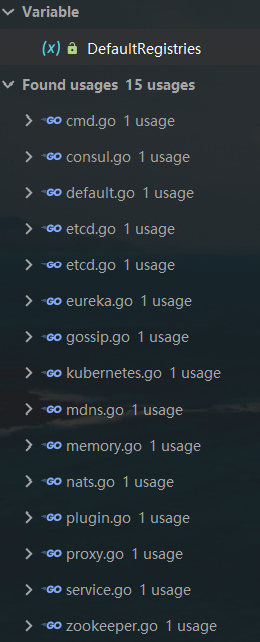 Variable
(x) DefaultRegistries
Found usages 15 usages
GO cmd.go 1 usage
GO consul.go 1 usage
GO default.go 1 usage
GO etcd.go 1 usage
GO etcd.go 1 usage
GO eureka.go 1 usage
GO gossip.go 1 usage
GO kubernetes.go 1 usage
GO mdns.go 1 usage
GO memory.go 1 usage
GO nats.go 1 usage
GO plugin.go 1 usage
GO proxy.go 1 usage
GO service.go 1 usage
GO zookeeper.go 1 usage